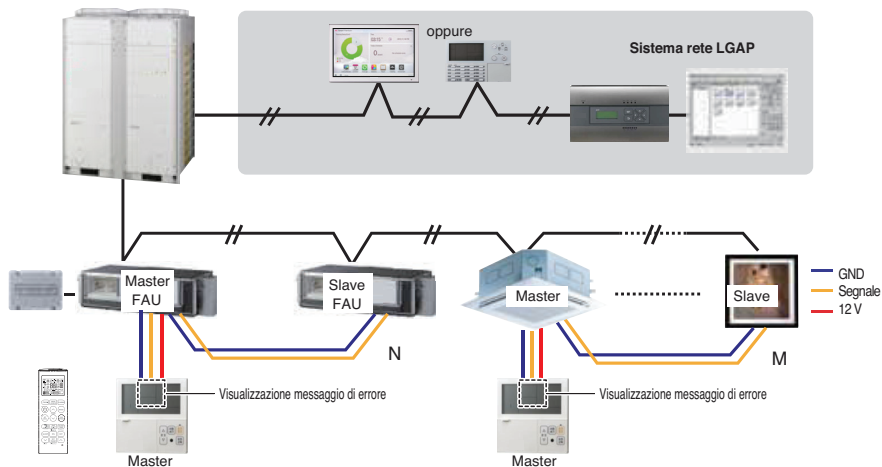 oppure
Sistema rete LGAP
Master
FAU
Slave
FAU
Master
Slave
GND
Segnale
12 V
N
M
Visualizzazione messaggio di errore
Visualizzazione messaggio di errore
Master
Master